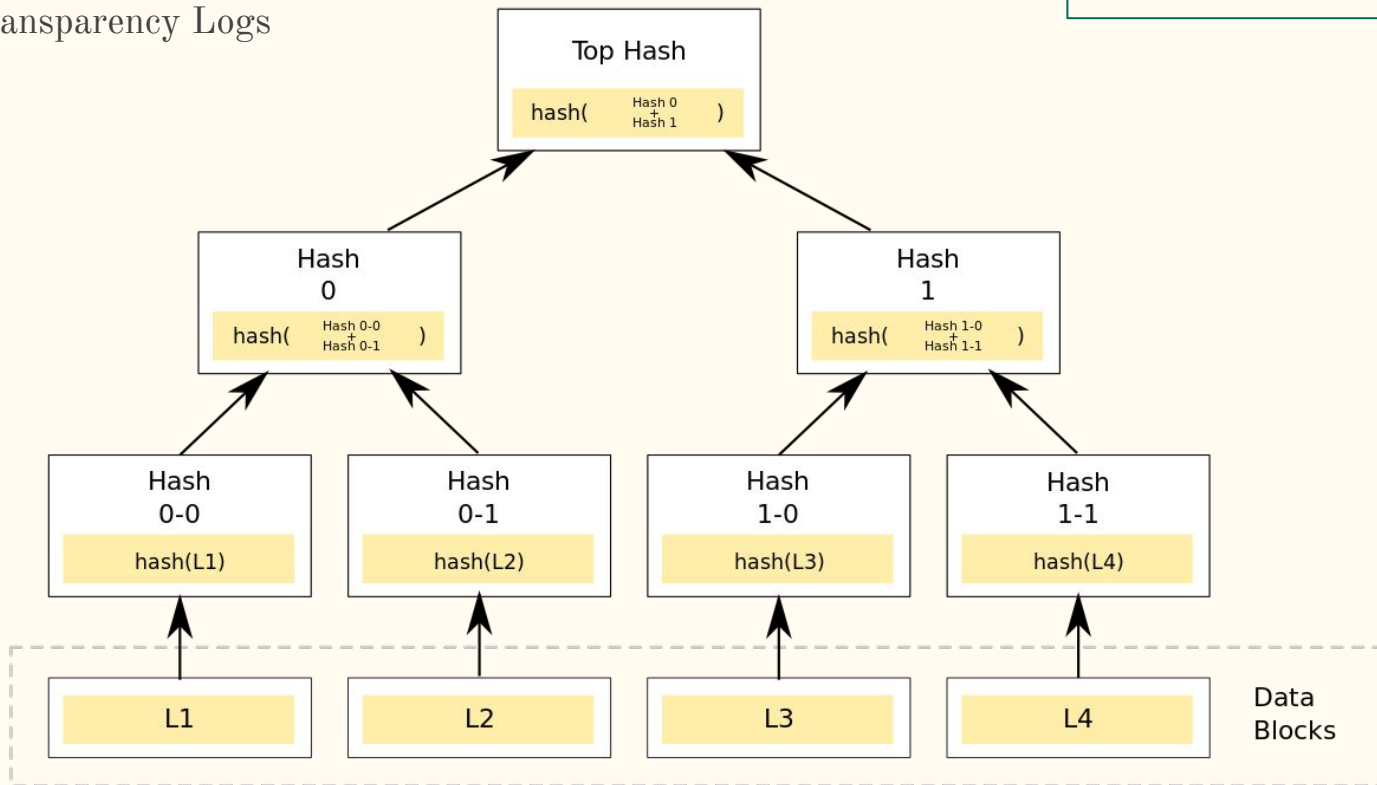 ansparency Logs
Top Hash
hash(
Hash 0
+
Hash 1
)
Hash
0
hash(
Hash 0-0
+
Hash 0-1
)
Hash
1
hash(
Hash 1-0
+
Hash 1-1
)
Hash
0-0
hash(L1)
Hash
0-1
hash(L2)
Hash
1-0
hash(L3)
Hash
1-1
hash(L4)
L1
L2
L3
L4
Data
Blocks